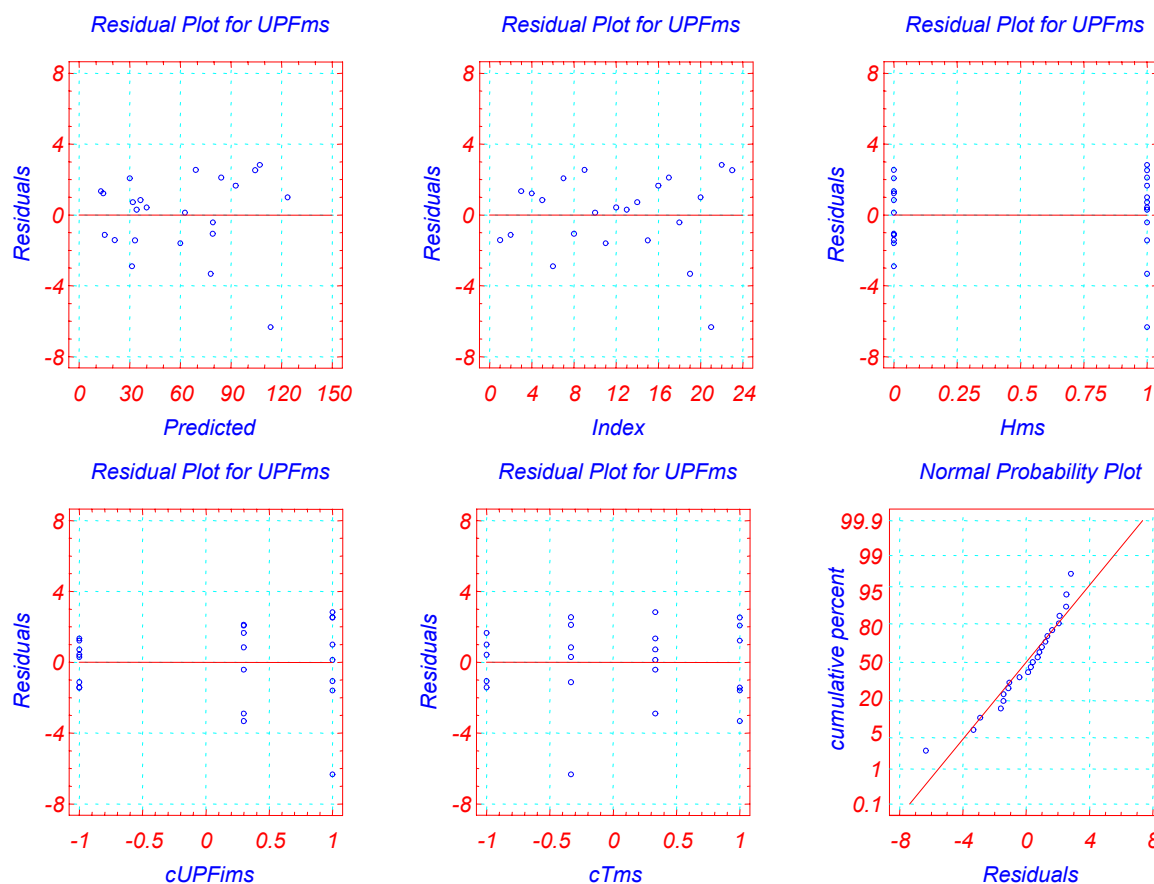 Residual Plot for UPFms
Residual Plot for UPFms
Residual Plot for UPFms
8
4
0
-4
-8
Residuals
0 30 60 90 120 150
Predicted
8
4
0
-4
-8
Residuals
0 4 8 12 16 20 24
Index
8
4
0
-4
-8
Residuals
0 0.25 0.5 0.75 1
Hms
Residual Plot for UPFms
Residual Plot for UPFms
Normal Probability Plot
8
4
0
-4
-8
Residuals
-1 -0.5 0 0.5 1
cUPFims
8
4
0
-4
-8
Residuals
-1 -0.5 0 0.5 1
cTms
99.9
99
95
80
50
20
5
1
0.1
cumulative percent
-8 -4 0 4 8
Residuals